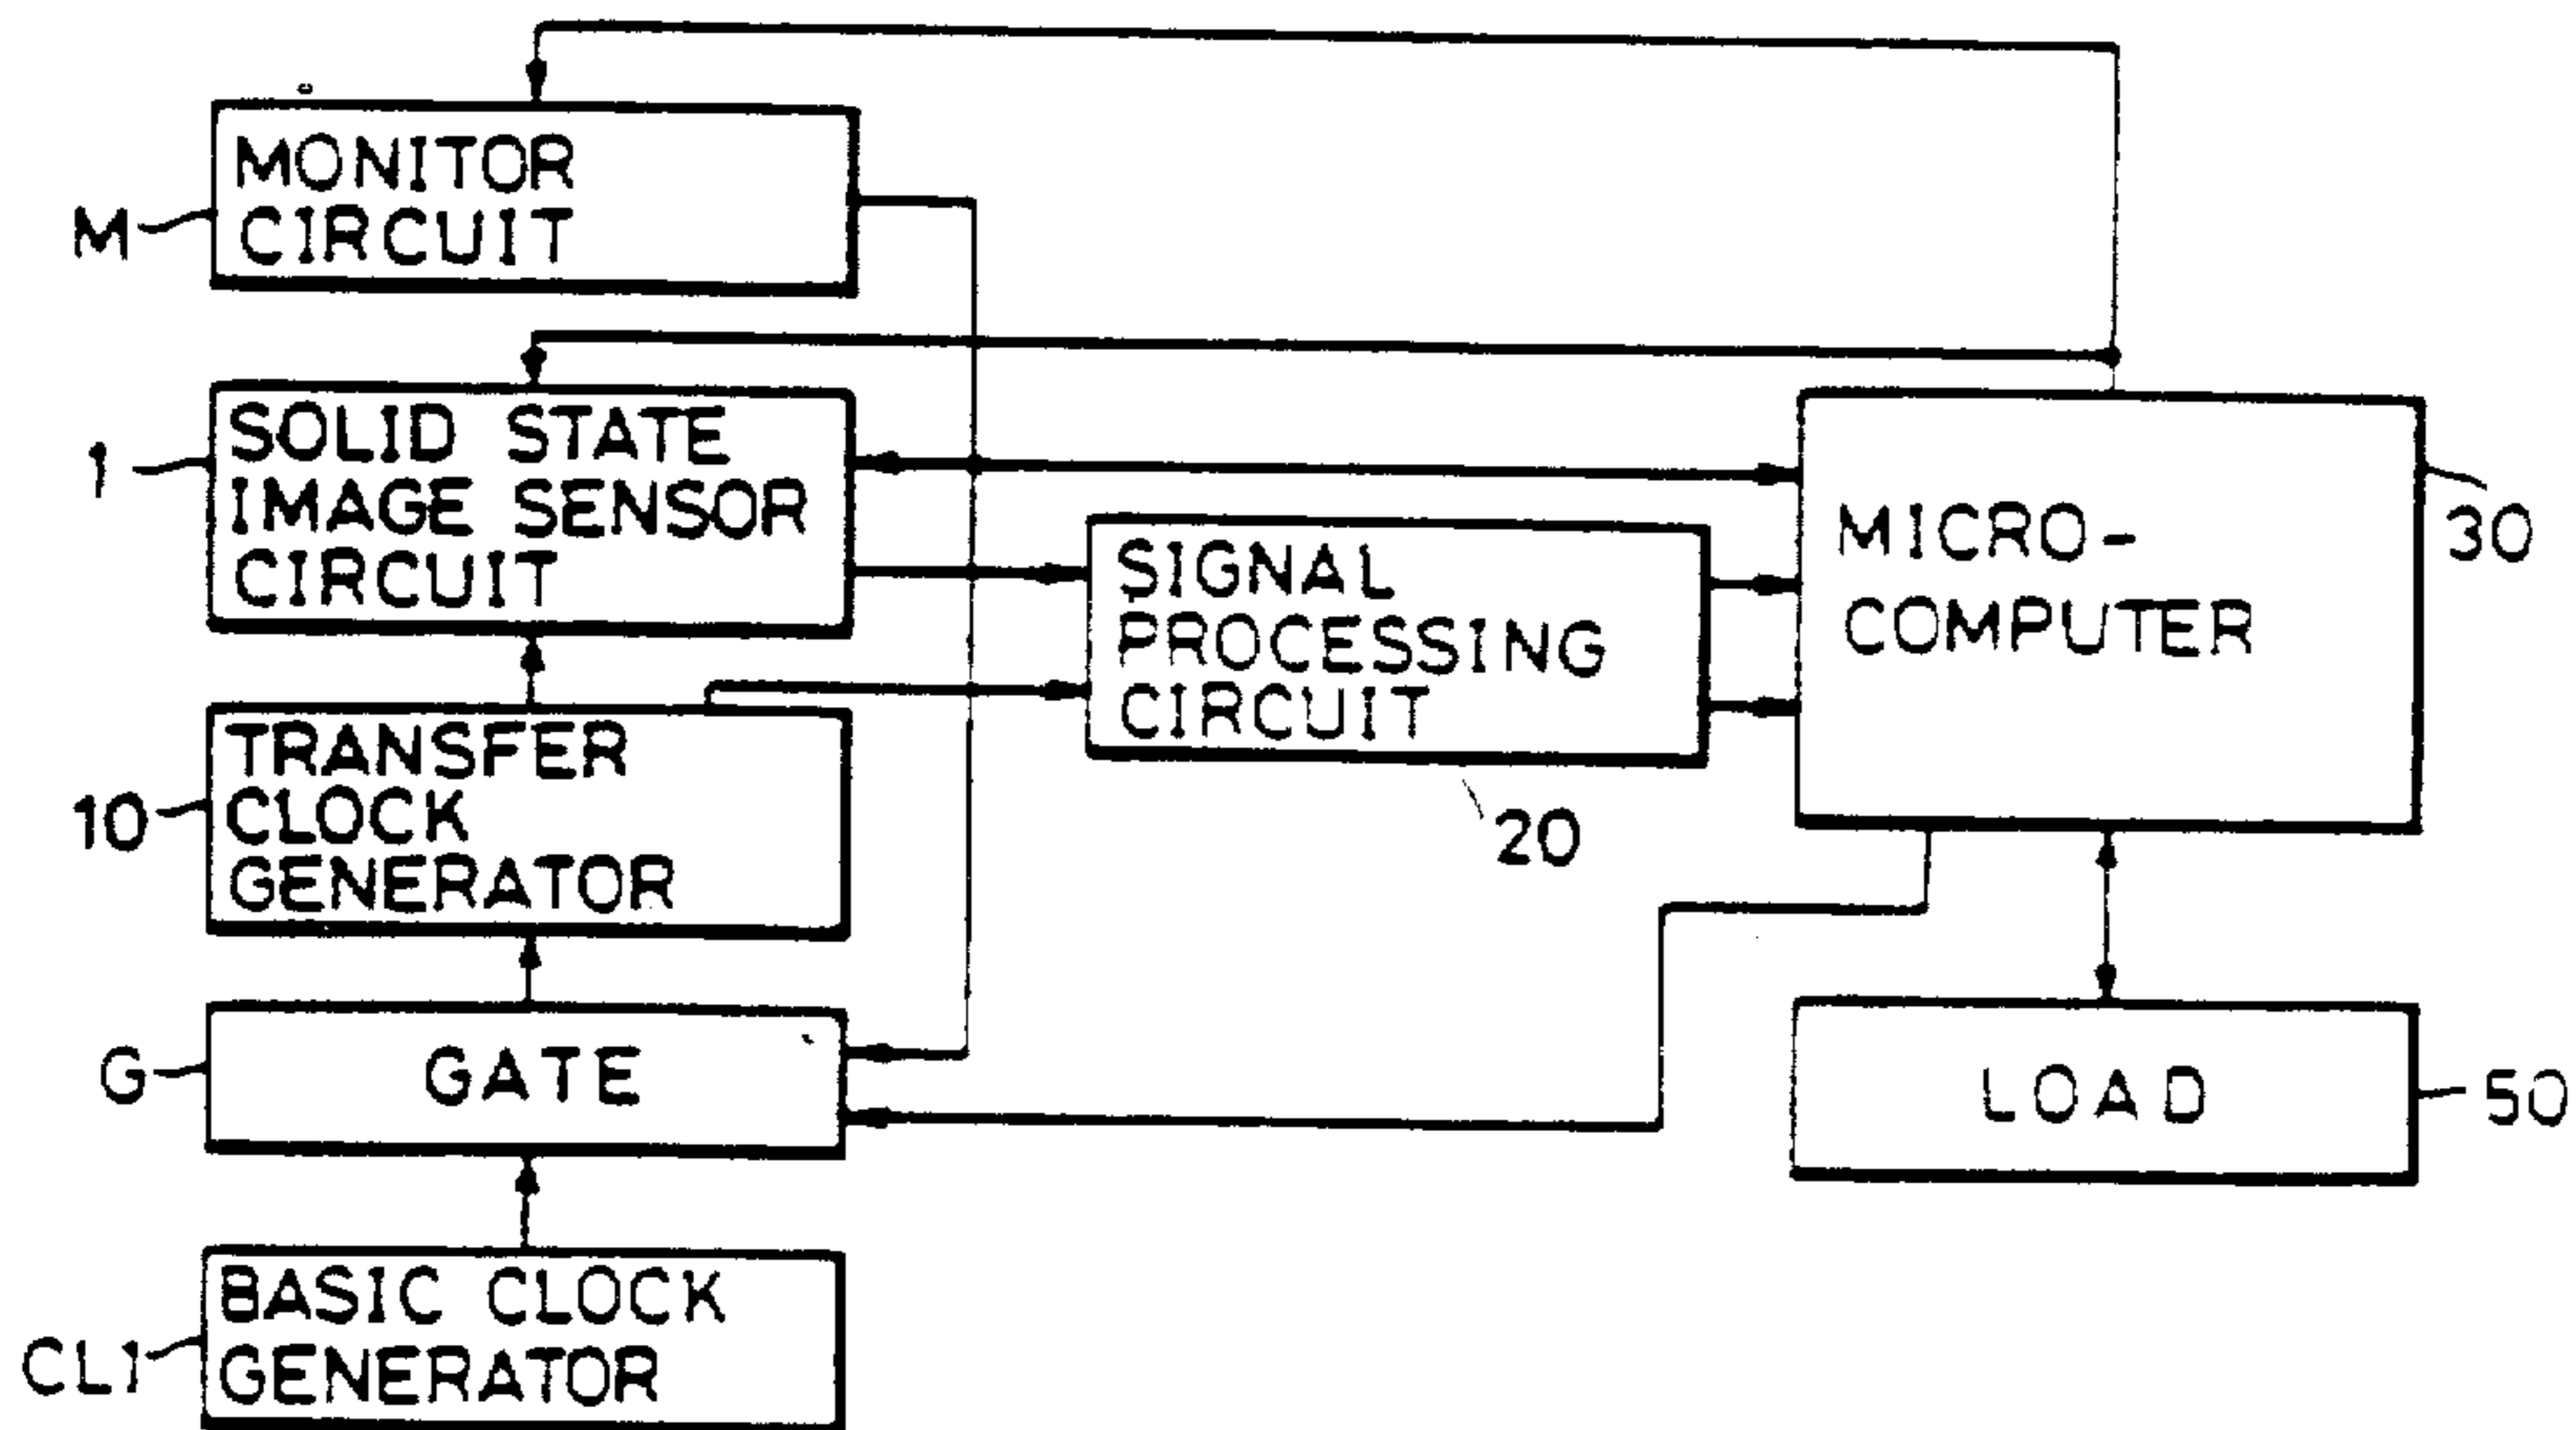 MONITOR
CIRCUIT
M
SOLID STATE
IMAGE SENSOR
CIRCUIT
1
SIGNAL
PROCESSING
CIRCUIT
20
MICRO-
COMPUTER
30
TRANSFER
CLOCK
GENERATOR
10
GATE
G
LOAD
50
BASIC CLOCK
GENERATOR
CL1